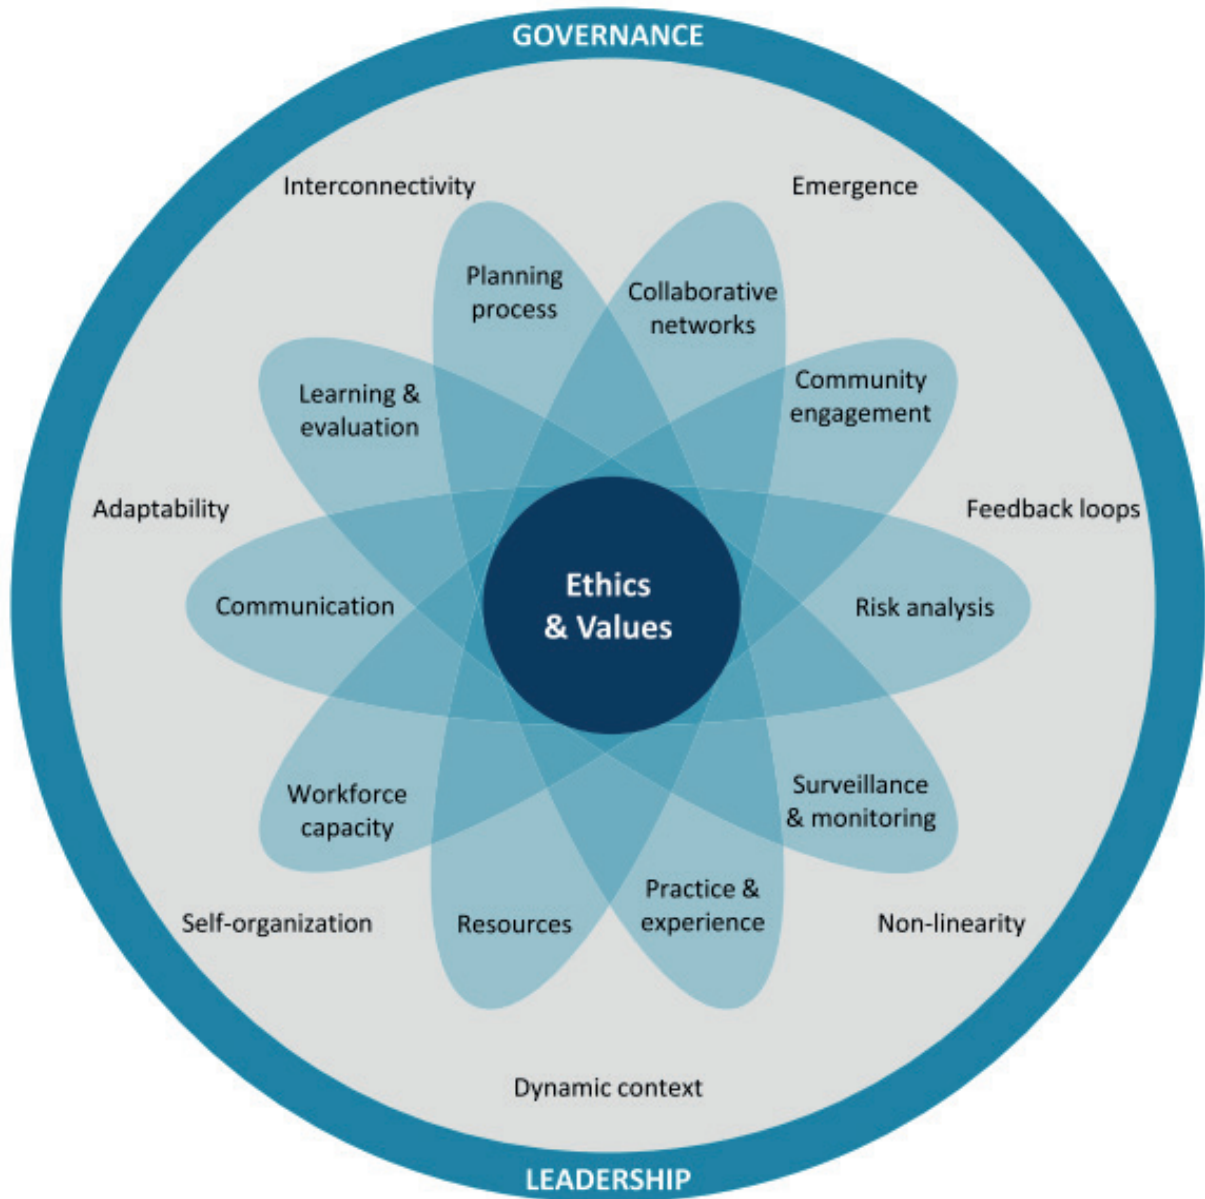 GOVERNANCE
Interconnectivity
Emergence
Planning
process
Collaborative
networks
Learning &
evaluation
Community
engagement
Adaptability
Feedback loops
Communication
Ethics
& Values
Risk analysis
Workforce
capacity
Surveillance
& monitoring
Self-organization
Resources
Practice &
experience
Non-linearity
Dynamic context
LEADERSHIP